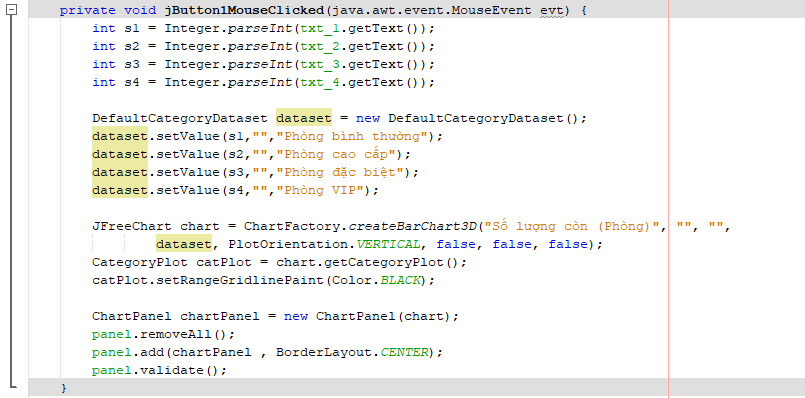 private void jButton1MouseClicked(java.awt.event.MouseEvent evt) {
int s1 = Integer.parseInt(txt_1.getText());
int s2 = Integer.parseInt(txt_2.getText());
int s3 = Integer.parseInt(txt_3.getText());
int s4 = Integer.parseInt(txt_4.getText());
DefaultCategoryDataset dataset = new DefaultCategoryDataset();
dataset.setValue(s1,"","Phòng bình thường");
dataset.setValue(s2,"","Phòng cao cấp");
dataset.setValue(s3,"","Phòng đặc biệt");
dataset.setValue(s4,"","Phòng VIP");
JFreeChart chart = ChartFactory.createBarChart3D("Số lượng còn (Phòng)", "", "",
dataset, PlotOrientation.VERTICAL, false, false, false);
CategoryPlot catPlot = chart.getCategoryPlot();
catPlot.setRangeGridlinePaint(Color.BLACK);
ChartPanel chartPanel = new ChartPanel(chart);
panel.removeAll();
panel.add(chartPanel , BorderLayout.CENTER);
panel.validate();
}